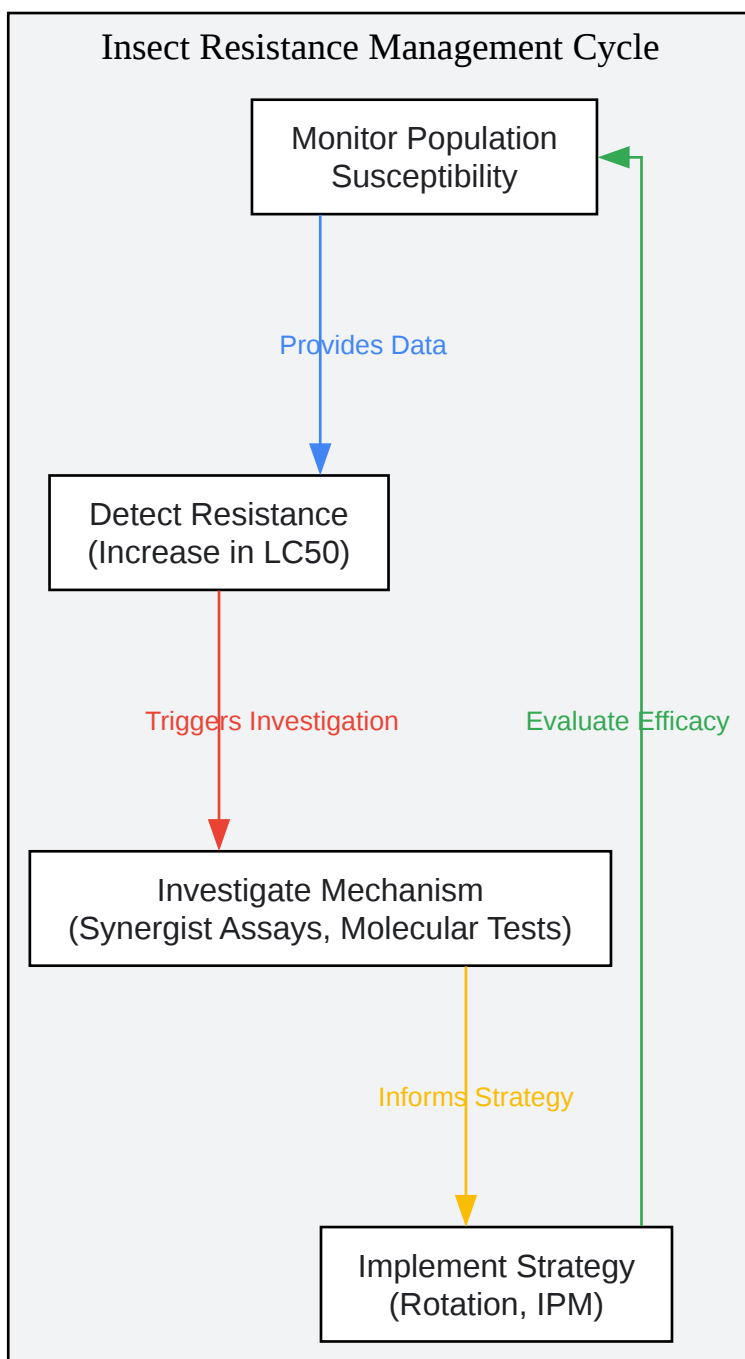 Insect Resistance Management Cycle
Monitor Population
Susceptibility
Provides Data
Detect Resistance
(Increase in LC50)
Triggers Investigation
Evaluate Efficacy
Investigate Mechanism
(Synergist Assays, Molecular Tests)
Informs Strategy
Implement Strategy
(Rotation, IPM)